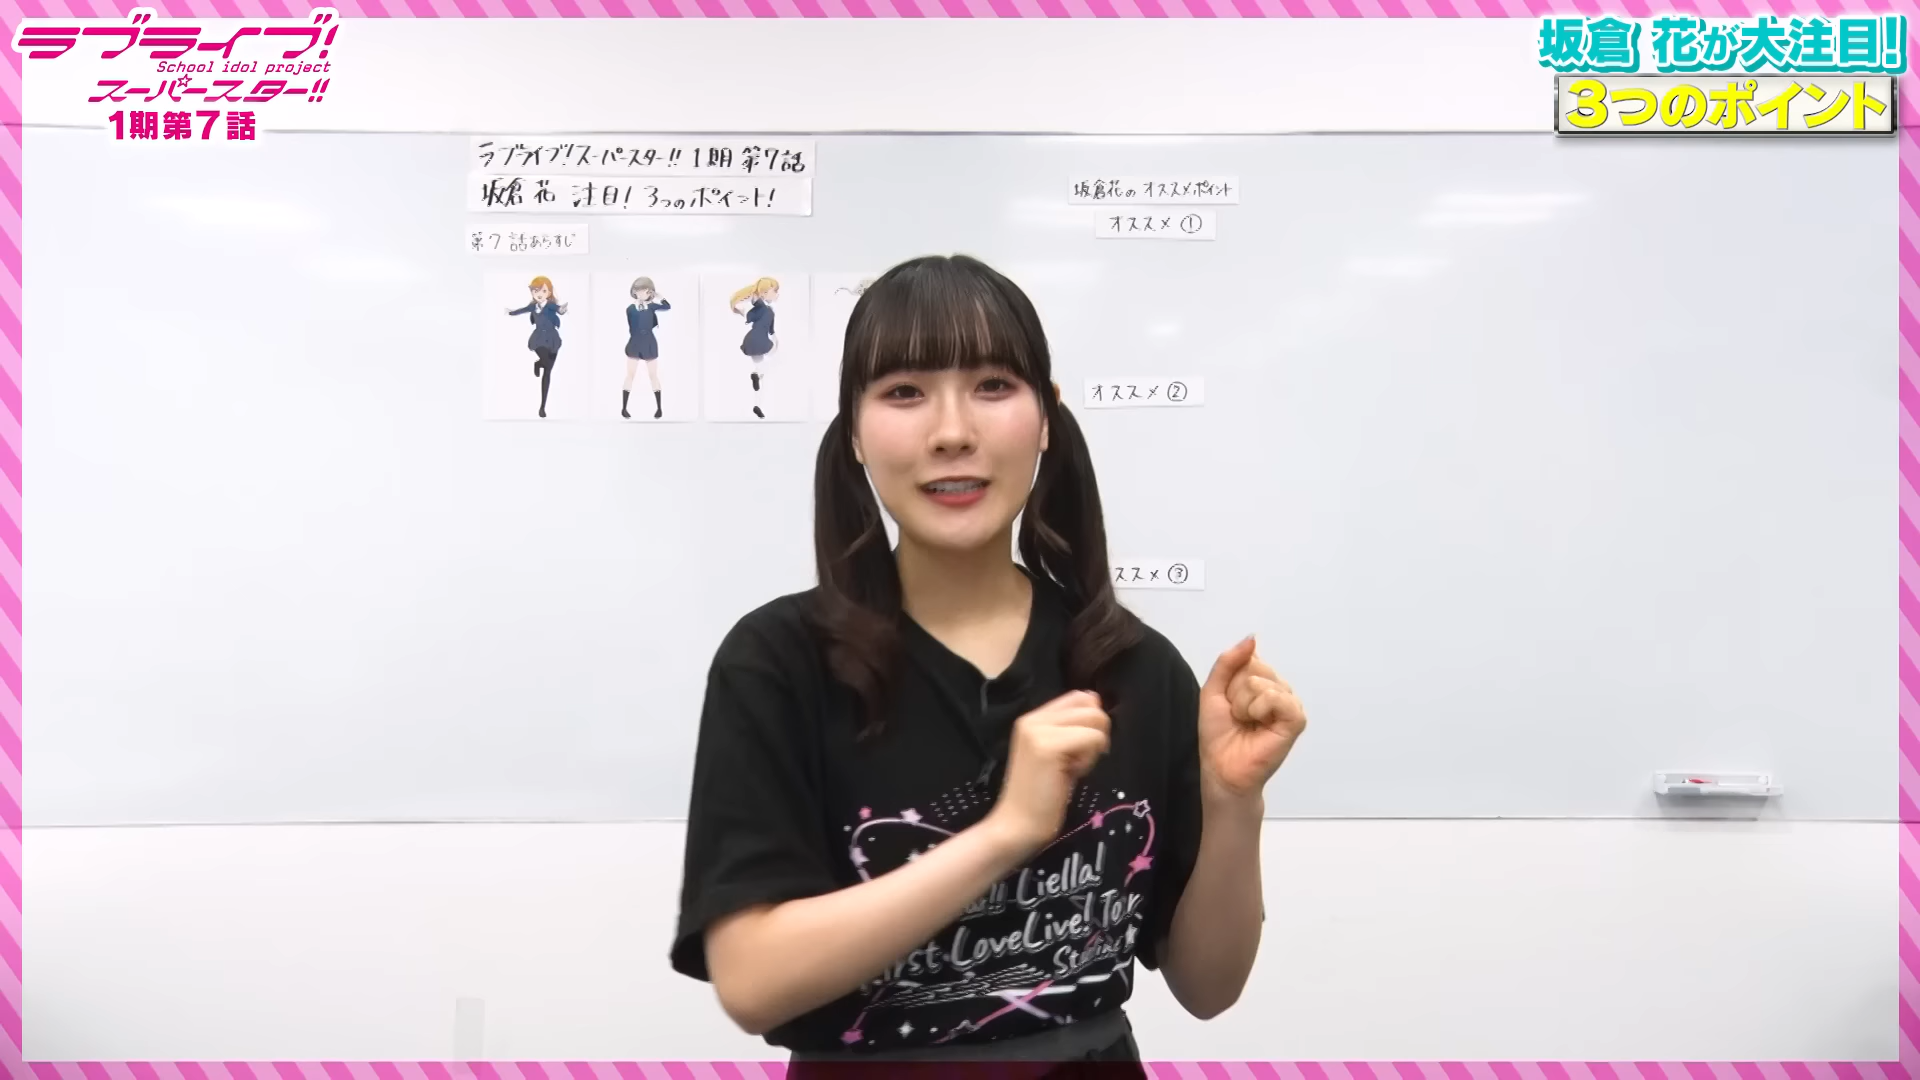 ラブライブ!
School idol project
スーパースター!!
1期第7話
坂倉 花が大注目!
3つのポイント
ラブライブ!スーパースター!! 1期 第7話
坂倉 花 注目! 3つのポイント!
第7話あらすじ
坂倉花のオススメポイント
オススメ ①
オススメ ②
ススメ ③
Liella!
First LoveLive! Tour